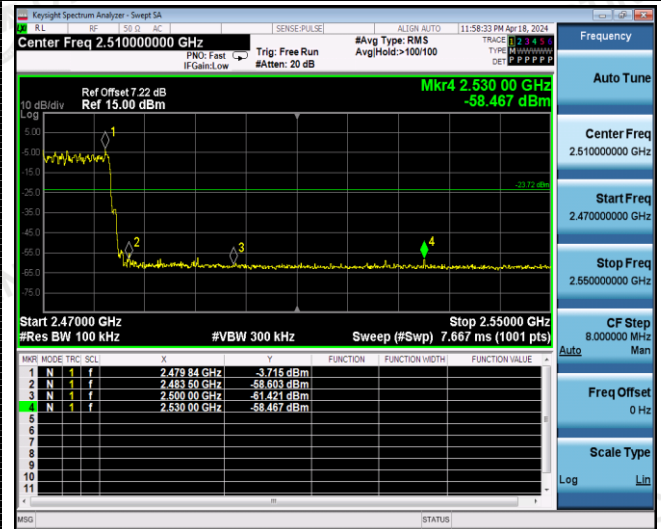 Keysight Spectrum Analyzer - Swept SA
RL RF 50 Ω AC SENSE:PULSE ALIGN AUTO 11:58:33 PM Apr 18, 2024
Center Freq 2.510000000 GHz
PNO: Fast
IFGain:Low
Trig: Free Run
#Atten: 20 dB
#Avg Type: RMS
Avg|Hold:>100/100
TRACE 1 2 3 4 5 6
TYPE M W W W W W
DET P P P P P P
Mkr4 2.530 00 GHz
-58.467 dBm
Ref Offset 7.22 dB
Ref 15.00 dBm
10 dB/div
Log
5.00
-5.00
-15.0
-25.0
-35.0
-45.0
-55.0
-65.0
-75.0
1
2
3
4
-23.72 dBm
Start 2.47000 GHz Stop 2.55000 GHz
#Res BW 100 kHz #VBW 300 kHz Sweep (#Swp) 7.667 ms (1001 pts)
MKR MODE TRC SCL X Y FUNCTION FUNCTION WIDTH FUNCTION VALUE
1 N 1 f 2.479 84 GHz -3.715 dBm
2 N 1 f 2.483 50 GHz -58.603 dBm
3 N 1 f 2.500 00 GHz -61.421 dBm
4 N 1 f 2.530 00 GHz -58.467 dBm
5
6
7
8
9
10
11
MSG STATUS
Frequency
Auto Tune
Center Freq
2.510000000 GHz
Start Freq
2.470000000 GHz
Stop Freq
2.550000000 GHz
CF Step
8.000000 MHz
Auto Man
Freq Offset
0 Hz
Scale Type
Log Lin